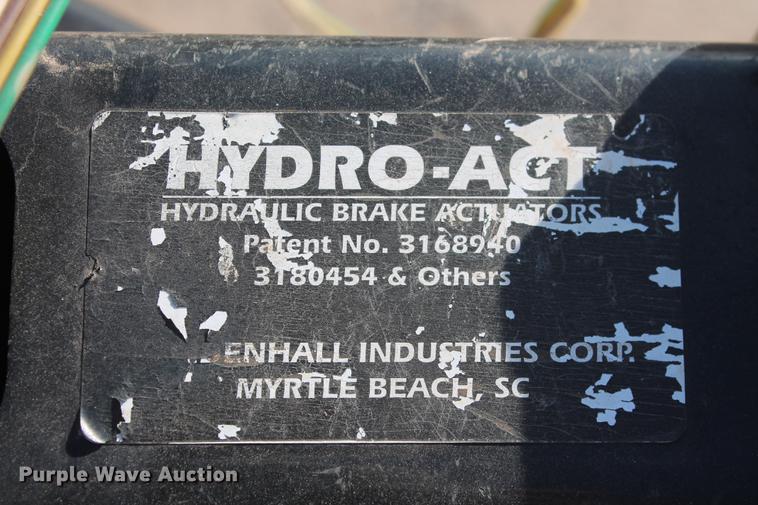 HYDRO-ACT
HYDRAULIC BRAKE ACTUATORS
Patent No. 3168940
3180454 & Others
ENHALL INDUSTRIES CORP.
MYRTLE BEACH, SC
Purple Wave Auction